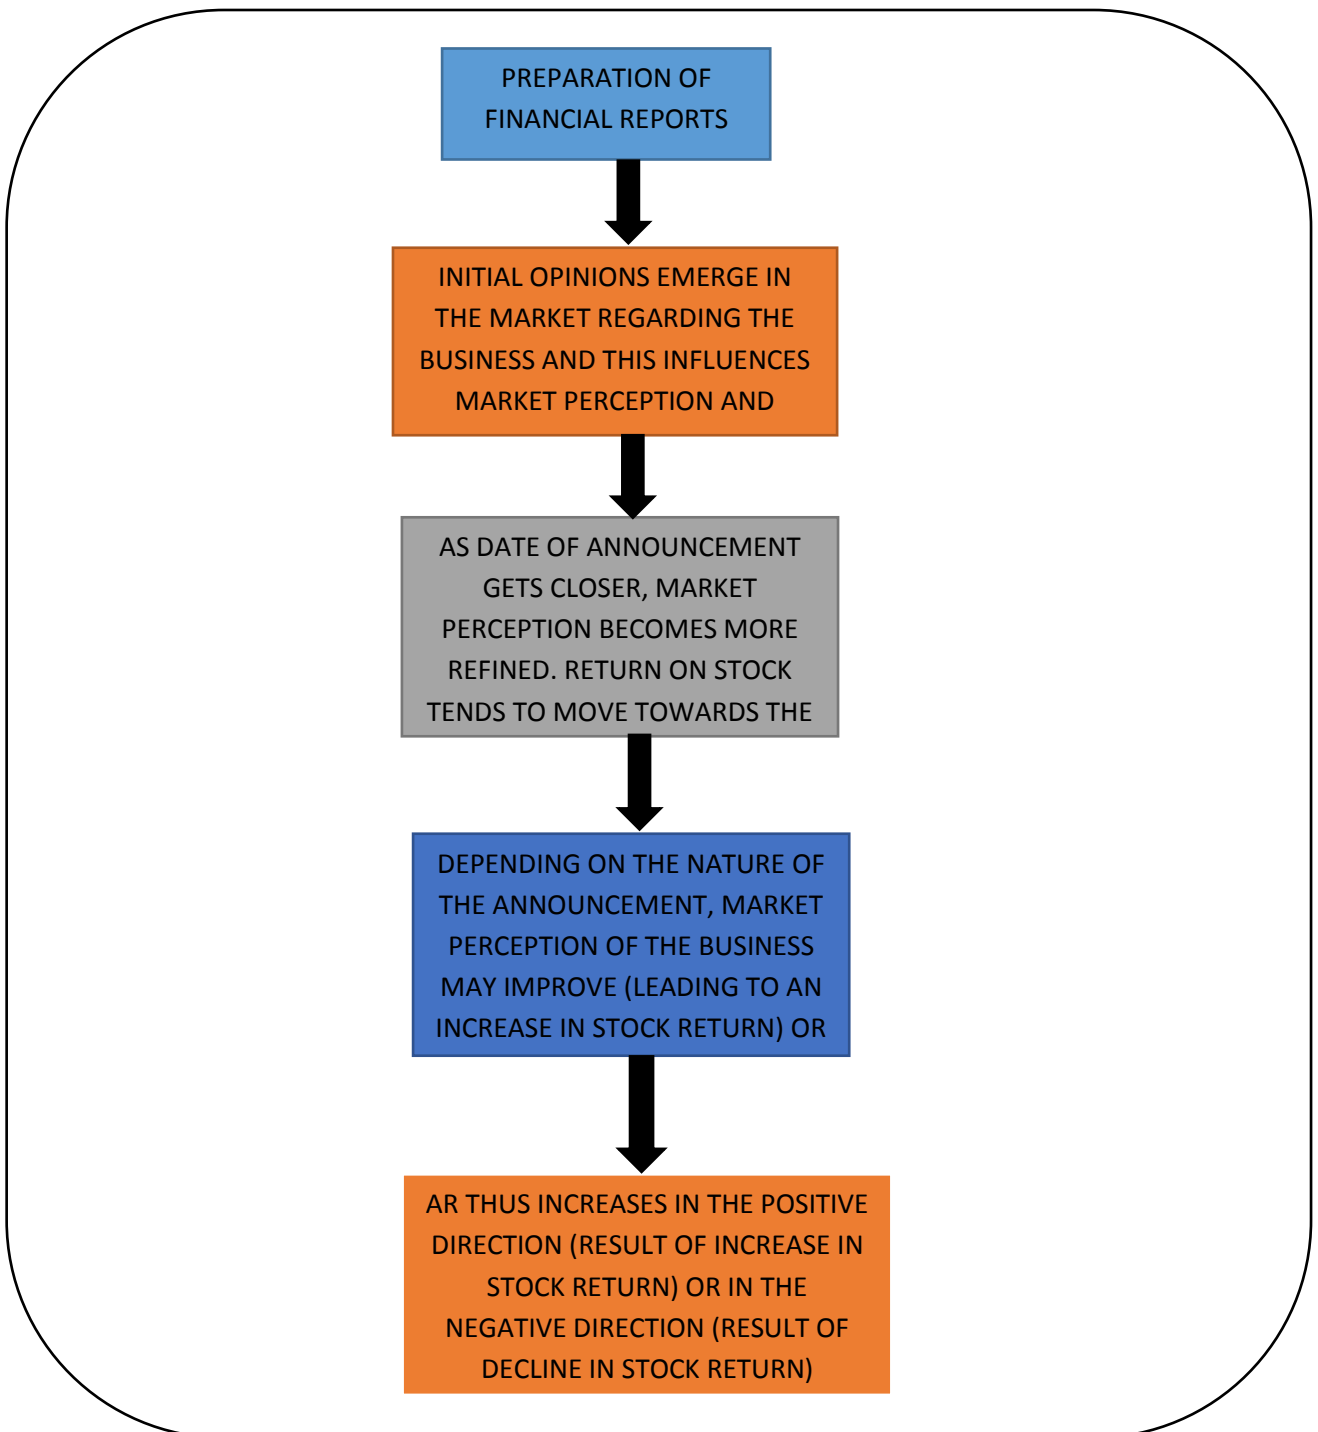 PREPARATION OF
FINANCIAL REPORTS
INITIAL OPINIONS EMERGE IN
THE MARKET REGARDING THE
BUSINESS AND THIS INFLUENCES
MARKET PERCEPTION AND
AS DATE OF ANNOUNCEMENT
GETS CLOSER, MARKET
PERCEPTION BECOMES MORE
REFINED. RETURN ON STOCK
TENDS TO MOVE TOWARDS THE
DEPENDING ON THE NATURE OF
THE ANNOUNCEMENT, MARKET
PERCEPTION OF THE BUSINESS
MAY IMPROVE (LEADING TO AN
INCREASE IN STOCK RETURN) OR
AR THUS INCREASES IN THE POSITIVE
DIRECTION (RESULT OF INCREASE IN
STOCK RETURN) OR IN THE
NEGATIVE DIRECTION (RESULT OF
DECLINE IN STOCK RETURN)